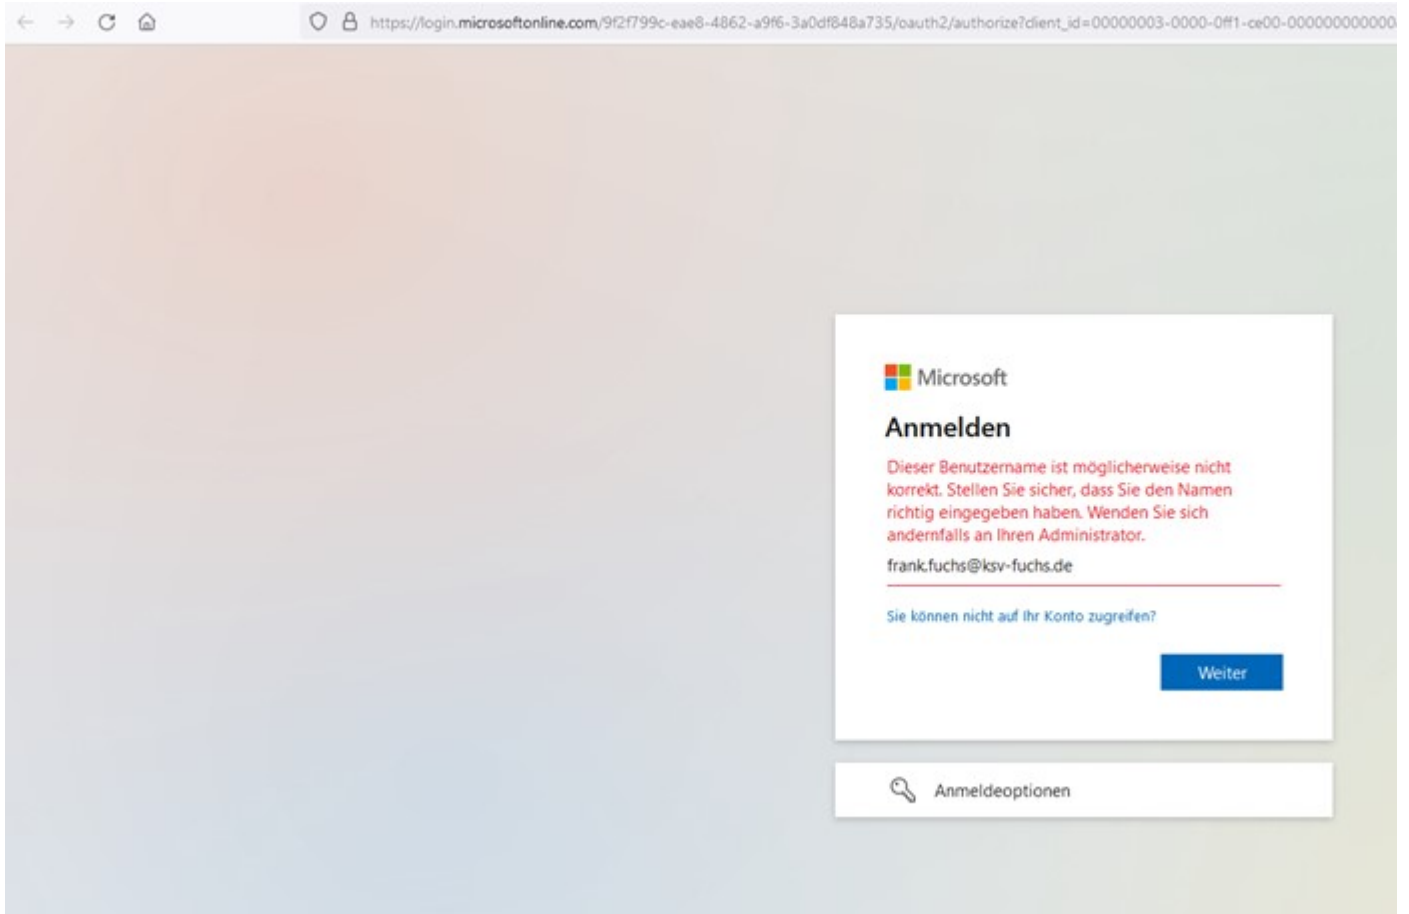 https://login.microsoftonline.com/9f2f799c-eae8-4862-a9f6-3a0df848a735/oauth2/authorize?client_id=00000003-0000-0ff1-ce00-000000000000
Microsoft
Anmelden
Dieser Benutzername ist möglicherweise nicht
korrekt. Stellen Sie sicher, dass Sie den Namen
richtig eingegeben haben. Wenden Sie sich
andernfalls an Ihren Administrator.
frank.fuchs@ksv-fuchs.de
Sie können nicht auf Ihr Konto zugreifen?
Weiter
Anmeldeoptionen